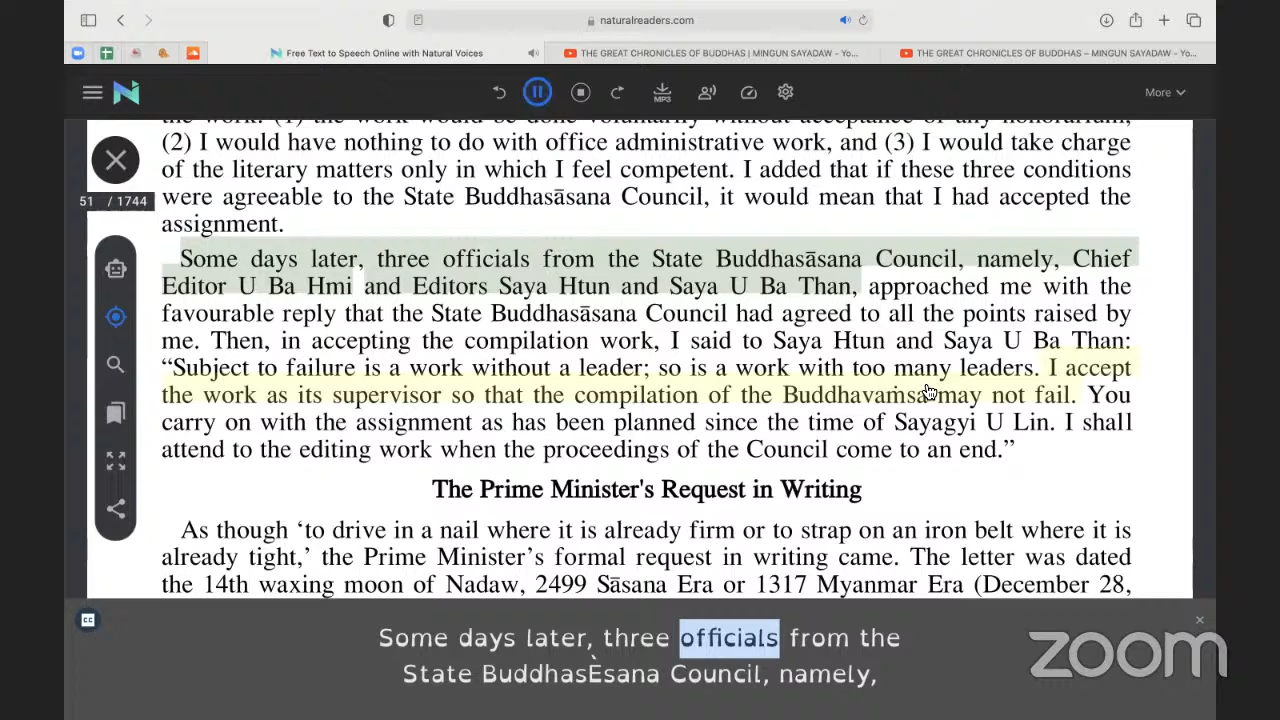 naturalreaders.com
Free Text to Speech Online with Natural Voices
THE GREAT CHRONICLES OF BUDDHAS | MINGUN SAYADAW - Yo...
THE GREAT CHRONICLES OF BUDDHAS – MINGUN SAYADAW - Yo...
MP3
More
(2) I would have nothing to do with office administrative work, and (3) I would take charge
of the literary matters only in which I feel competent. I added that if these three conditions
were agreeable to the State Buddhasāsana Council, it would mean that I had accepted the
assignment.
51 / 1744
Some days later, three officials from the State Buddhasāsana Council, namely, Chief
Editor U Ba Hmi and Editors Saya Htun and Saya U Ba Than, approached me with the
favourable reply that the State Buddhasāsana Council had agreed to all the points raised by
me. Then, in accepting the compilation work, I said to Saya Htun and Saya U Ba Than:
“Subject to failure is a work without a leader; so is a work with too many leaders. I accept
the work as its supervisor so that the compilation of the Buddhavaṁsa may not fail. You
carry on with the assignment as has been planned since the time of Sayagyi U Lin. I shall
attend to the editing work when the proceedings of the Council come to an end.”
The Prime Minister's Request in Writing
As though ‘to drive in a nail where it is already firm or to strap on an iron belt where it is
already tight,’ the Prime Minister’s formal request in writing came. The letter was dated
the 14th waxing moon of Nadaw, 2499 Sāsana Era or 1317 Myanmar Era (December 28,
CC
Some days later, three officials from the
State BuddhasÈsana Council, namely,
zoom